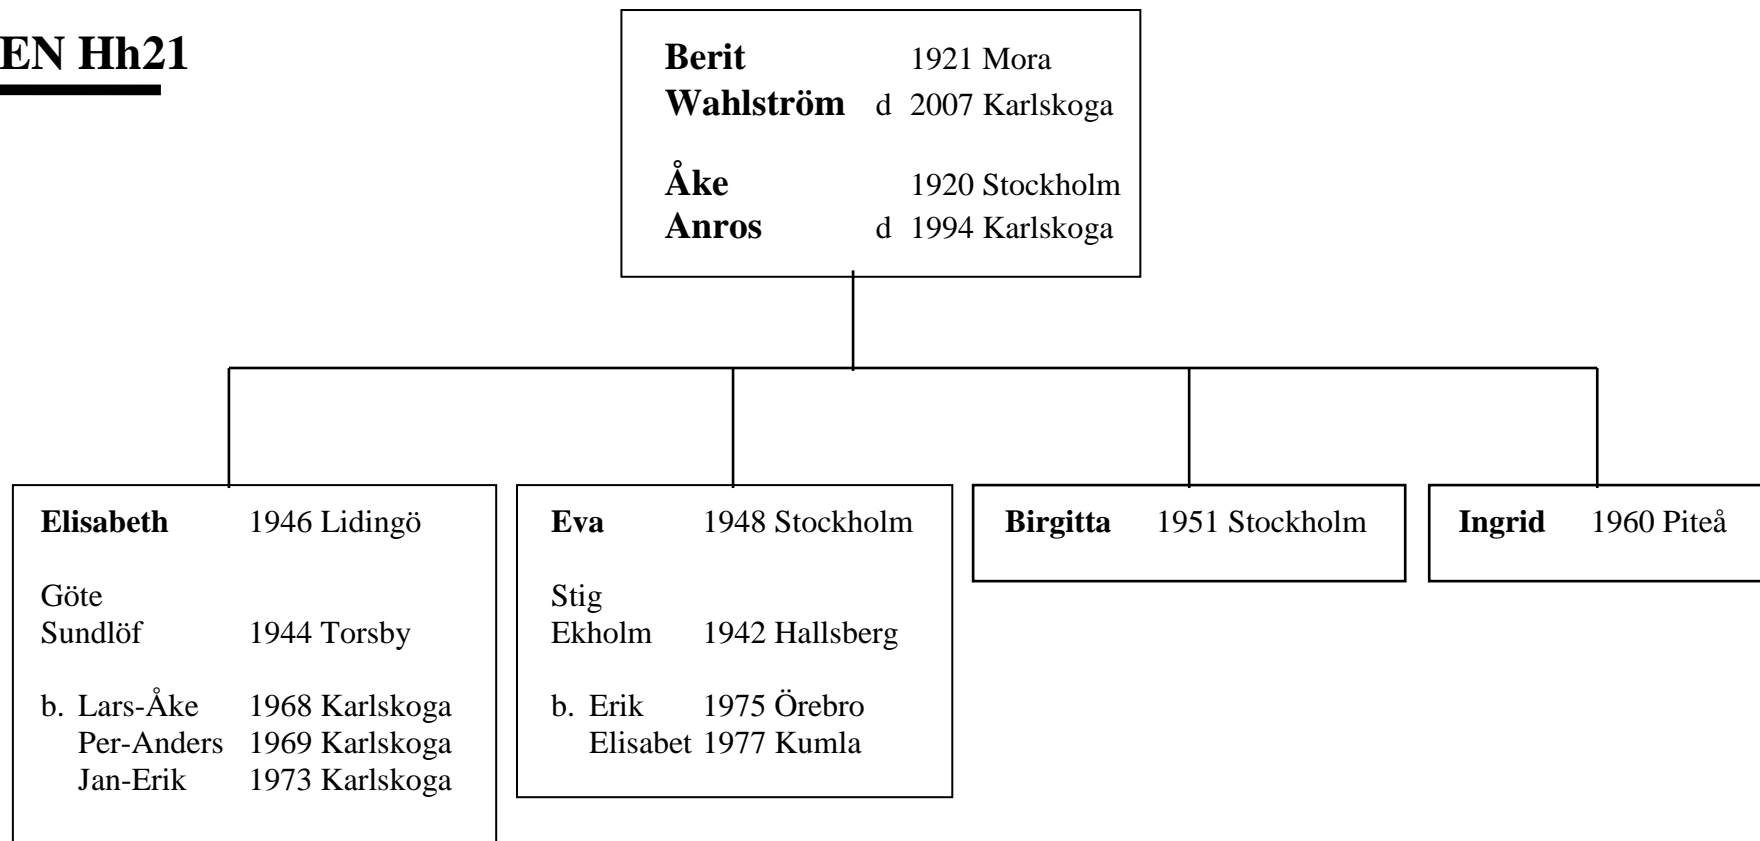 EN Hh21
Berit 1921 Mora
Wahlström d 2007 Karlskoga
Åke 1920 Stockholm
Anros d 1994 Karlskoga
Elisabeth 1946 Lidingö
Göte
Sundlöf 1944 Torsby
b. Lars-Åke 1968 Karlskoga
Per-Anders 1969 Karlskoga
Jan-Erik 1973 Karlskoga
Eva 1948 Stockholm
Stig
Ekholm 1942 Hallsberg
b. Erik 1975 Örebro
Elisabet 1977 Kumla
Birgitta 1951 Stockholm
Ingrid 1960 Piteå